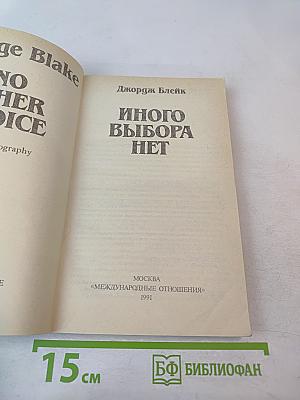 ge Blake
NO
HER
OICE
ography
E
Джордж Блейк
ИНОГО
ВЫБОРА
НЕТ
МОСКВА
«МЕЖДУНАРОДНЫЕ ОТНОШЕНИЯ»
1991
15 см
БФ БИБЛИОФАН